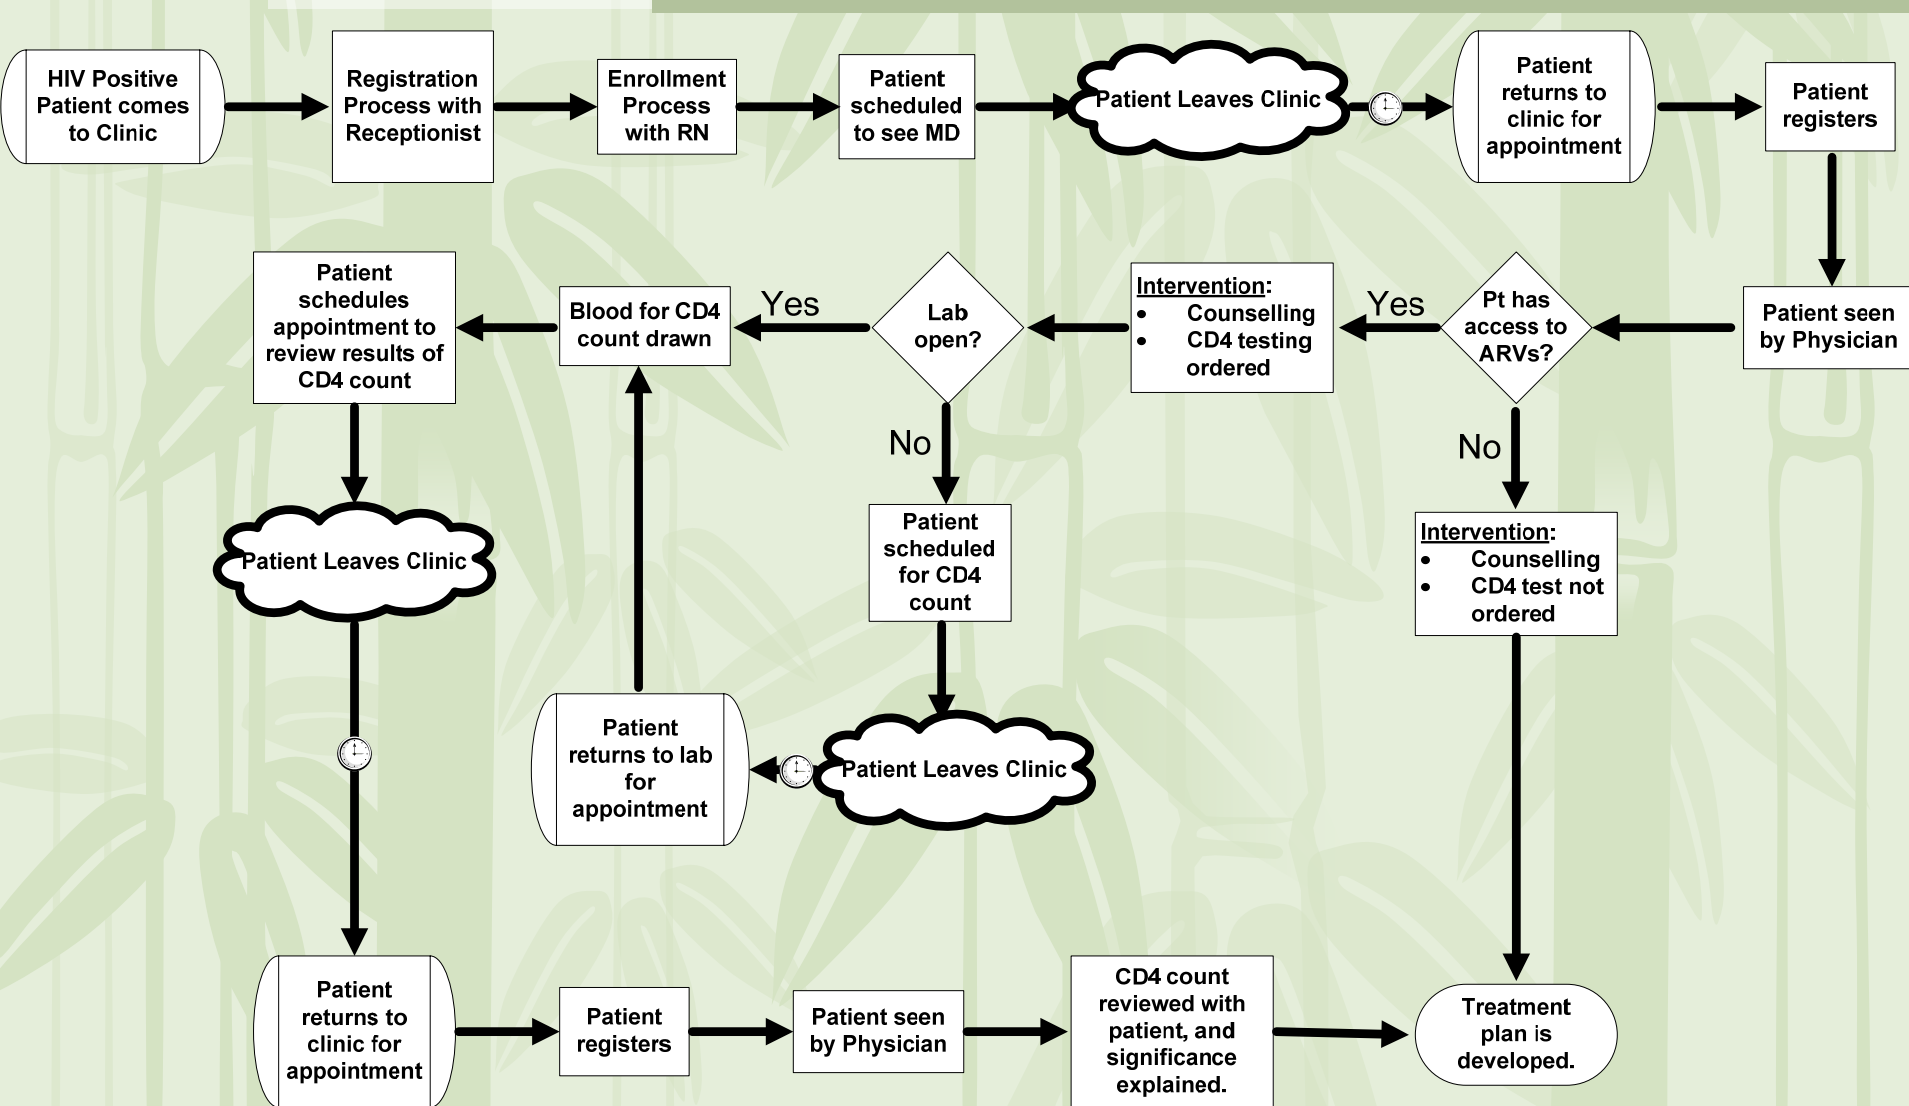 HIV Positive
Patient comes
to Clinic
Registration
Process with
Receptionist
Enrollment
Process
with RN
Patient
scheduled
to see MD
Patient Leaves Clinic
Patient
returns to
clinic for
appointment
Patient
registers
Patient seen
by Physician
Pt has
access to
ARVs?
Yes
No
Intervention:
• Counselling
• CD4 testing
ordered
Lab
open?
Yes
No
Blood for CD4
count drawn
Patient
schedules
appointment to
review results of
CD4 count
Patient Leaves Clinic
Patient
scheduled
for CD4
count
Patient Leaves Clinic
Patient
returns to lab
for
appointment
Intervention:
• Counselling
• CD4 test not
ordered
Patient
returns to
clinic for
appointment
Patient
registers
Patient seen
by Physician
CD4 count
reviewed with
patient, and
significance
explained.
Treatment
plan is
developed.